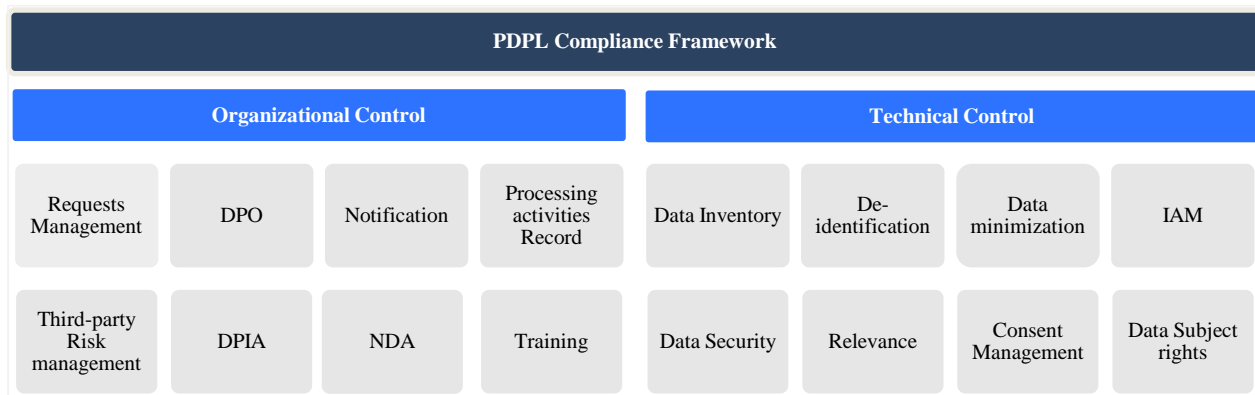 PDPL Compliance Framework
Organizational Control
Technical Control
Requests
Management
DPO
Notification
Processing
activities
Record
Data Inventory
De-
identification
Data
minimization
IAM
Third-party
Risk
management
DPIA
NDA
Training
Data Security
Relevance
Consent
Management
Data Subject
rights